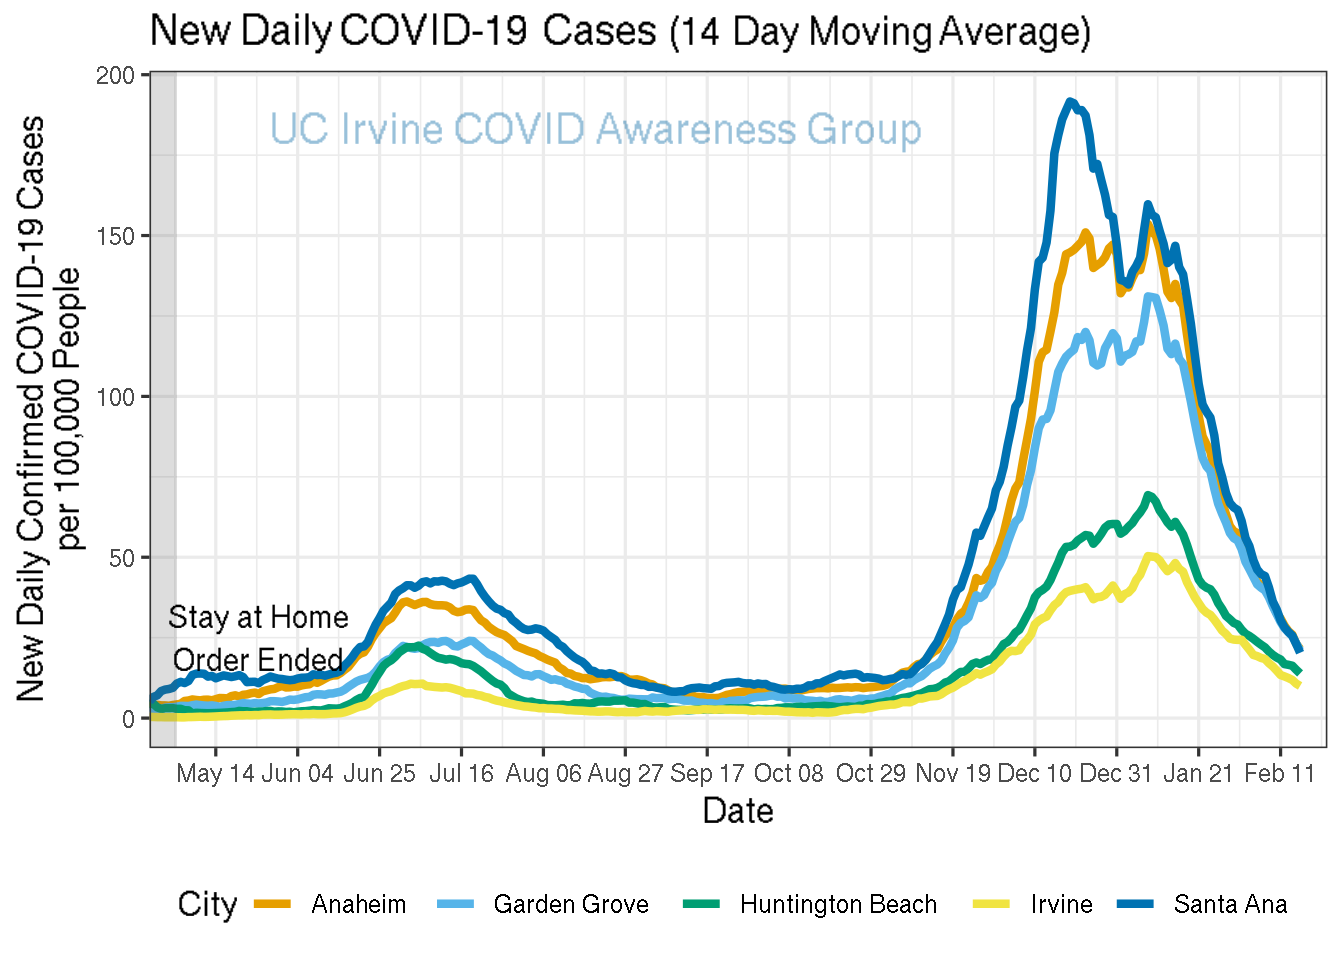 New Daily COVID-19 Cases (14 Day Moving Average)
UC Irvine COVID Awareness Group
New Daily Confirmed COVID-19 Cases
per 100,000 People
200
150
100
50
0
Stay at Home
Order Ended
May 14 Jun 04 Jun 25 Jul 16 Aug 06 Aug 27 Sep 17 Oct 08 Oct 29 Nov 19 Dec 10 Dec 31 Jan 21 Feb 11
Date
City Anaheim Garden Grove Huntington Beach Irvine Santa Ana